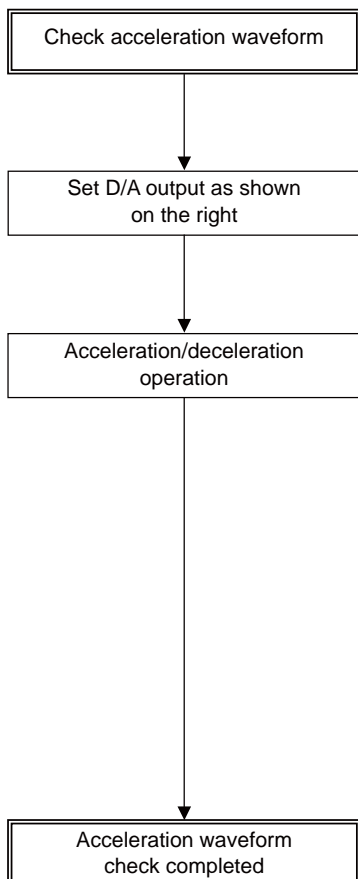 Check acceleration waveform
Set D/A output as shown
on the right
Acceleration/deceleration
operation
Acceleration waveform
check completed